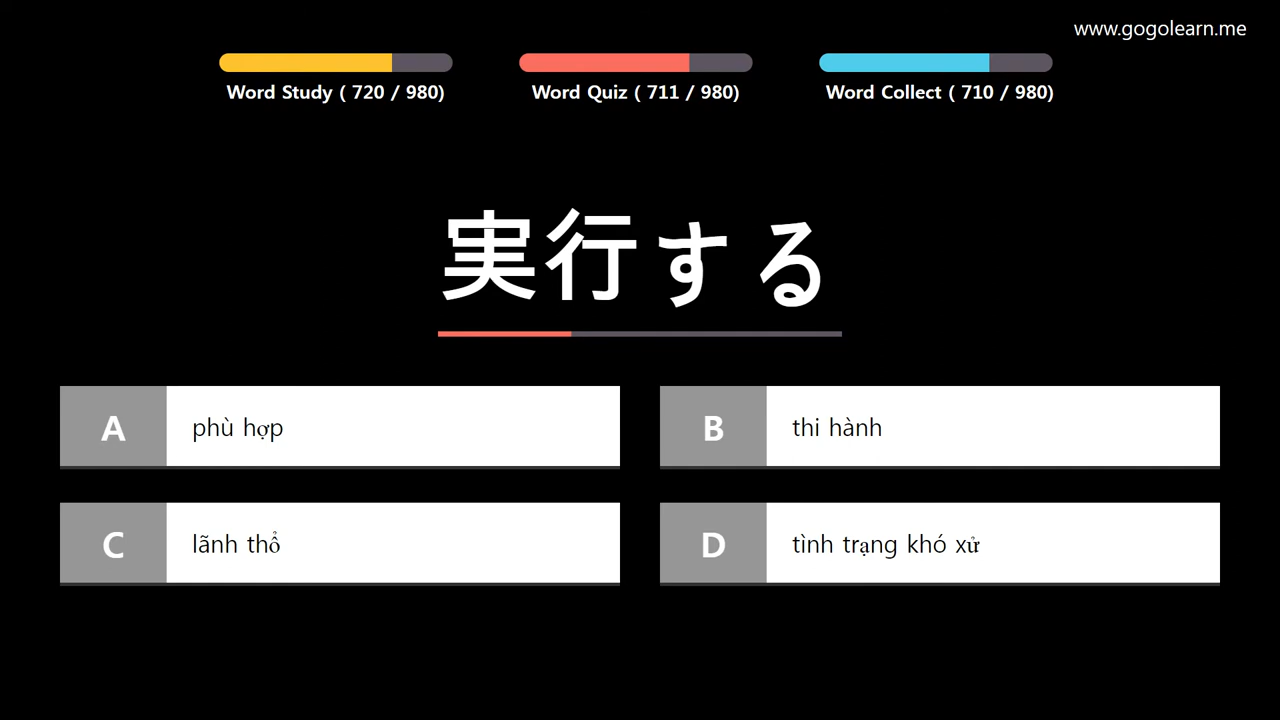 www.gogolearn.me
Word Study ( 720 / 980)
Word Quiz ( 711 / 980)
Word Collect ( 710 / 980)
実行する
A phù hợp
B thi hành
C lãnh thổ
D tình trạng khó xử